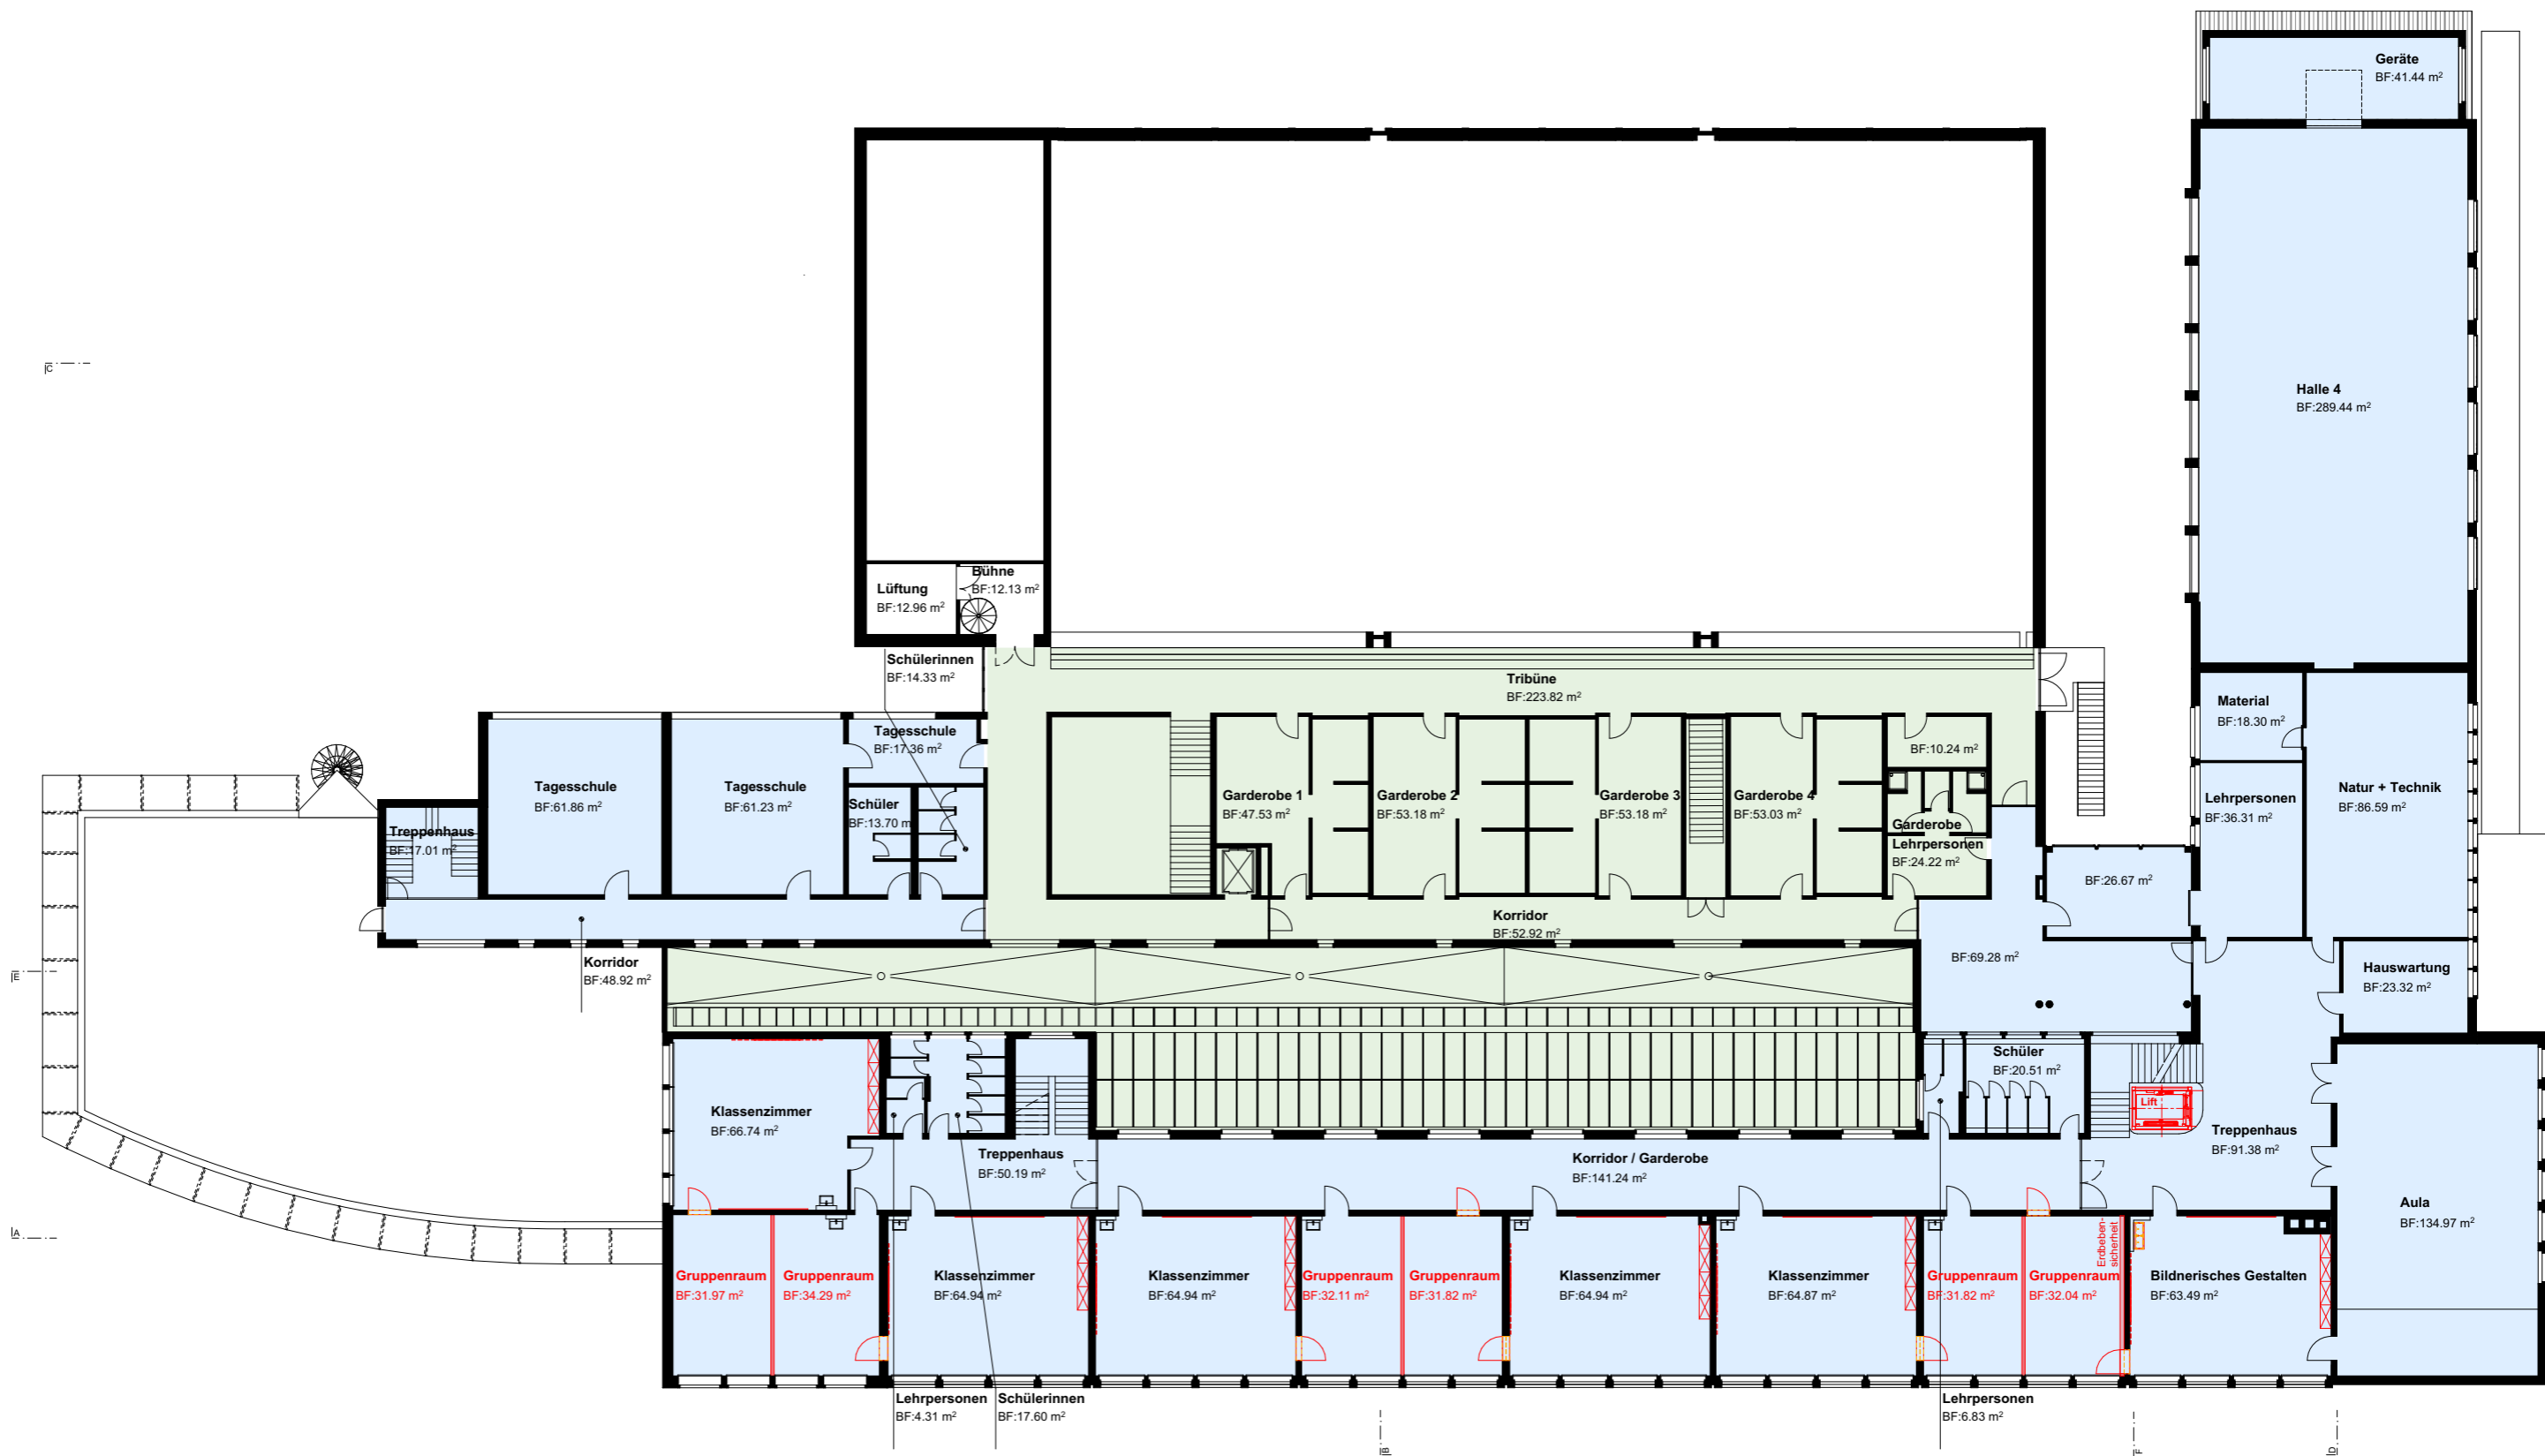 Geräte
BF:41.44 m²
Halle 4
BF:289.44 m²
C
Lüftung
BF:12.96 m²
Bühne
BF:12.13 m²
Schülerinnen
BF:14.33 m²
Tribüne
BF:223.82 m²
Material
BF:18.30 m²
Tagesschule
BF:17.36 m²
BF:10.24 m²
Tagesschule
BF:61.86 m²
Tagesschule
BF:61.23 m²
Schüler
BF:13.70 m
Garderobe 1
BF:47.53 m²
Garderobe 2
BF:53.18 m²
Garderobe 3
BF:53.18 m²
Garderobe 4
BF:53.03 m²
Garderobe
Lehrpersonen
BF:24.22 m²
Lehrpersonen
BF:36.31 m²
Natur + Technik
BF:86.59 m²
Treppenhaus
BF:17.01 m²
BF:26.67 m²
Korridor
BF:52.92 m²
Korridor
BF:48.92 m²
BF:69.28 m²
Hauswartung
BF:23.32 m²
E
Schüler
BF:20.51 m²
Klassenzimmer
BF:66.74 m²
Lift
Treppenhaus
BF:50.19 m²
Korridor / Garderobe
BF:141.24 m²
Treppenhaus
BF:91.38 m²
Aula
BF:134.97 m²
A
Erdbeben-
sicherheit
Gruppenraum
BF:31.97 m²
Gruppenraum
BF:34.29 m²
Klassenzimmer
BF:64.94 m²
Klassenzimmer
BF:64.94 m²
Gruppenraum
BF:32.11 m²
Gruppenraum
BF:31.82 m²
Klassenzimmer
BF:64.94 m²
Klassenzimmer
BF:64.87 m²
Gruppenraum
BF:31.82 m²
Gruppenraum
BF:32.04 m²
Bildnerisches Gestalten
BF:63.49 m²
Lehrpersonen
BF:4.31 m²
Schülerinnen
BF:17.60 m²
Lehrpersonen
BF:6.83 m²
B
F
D